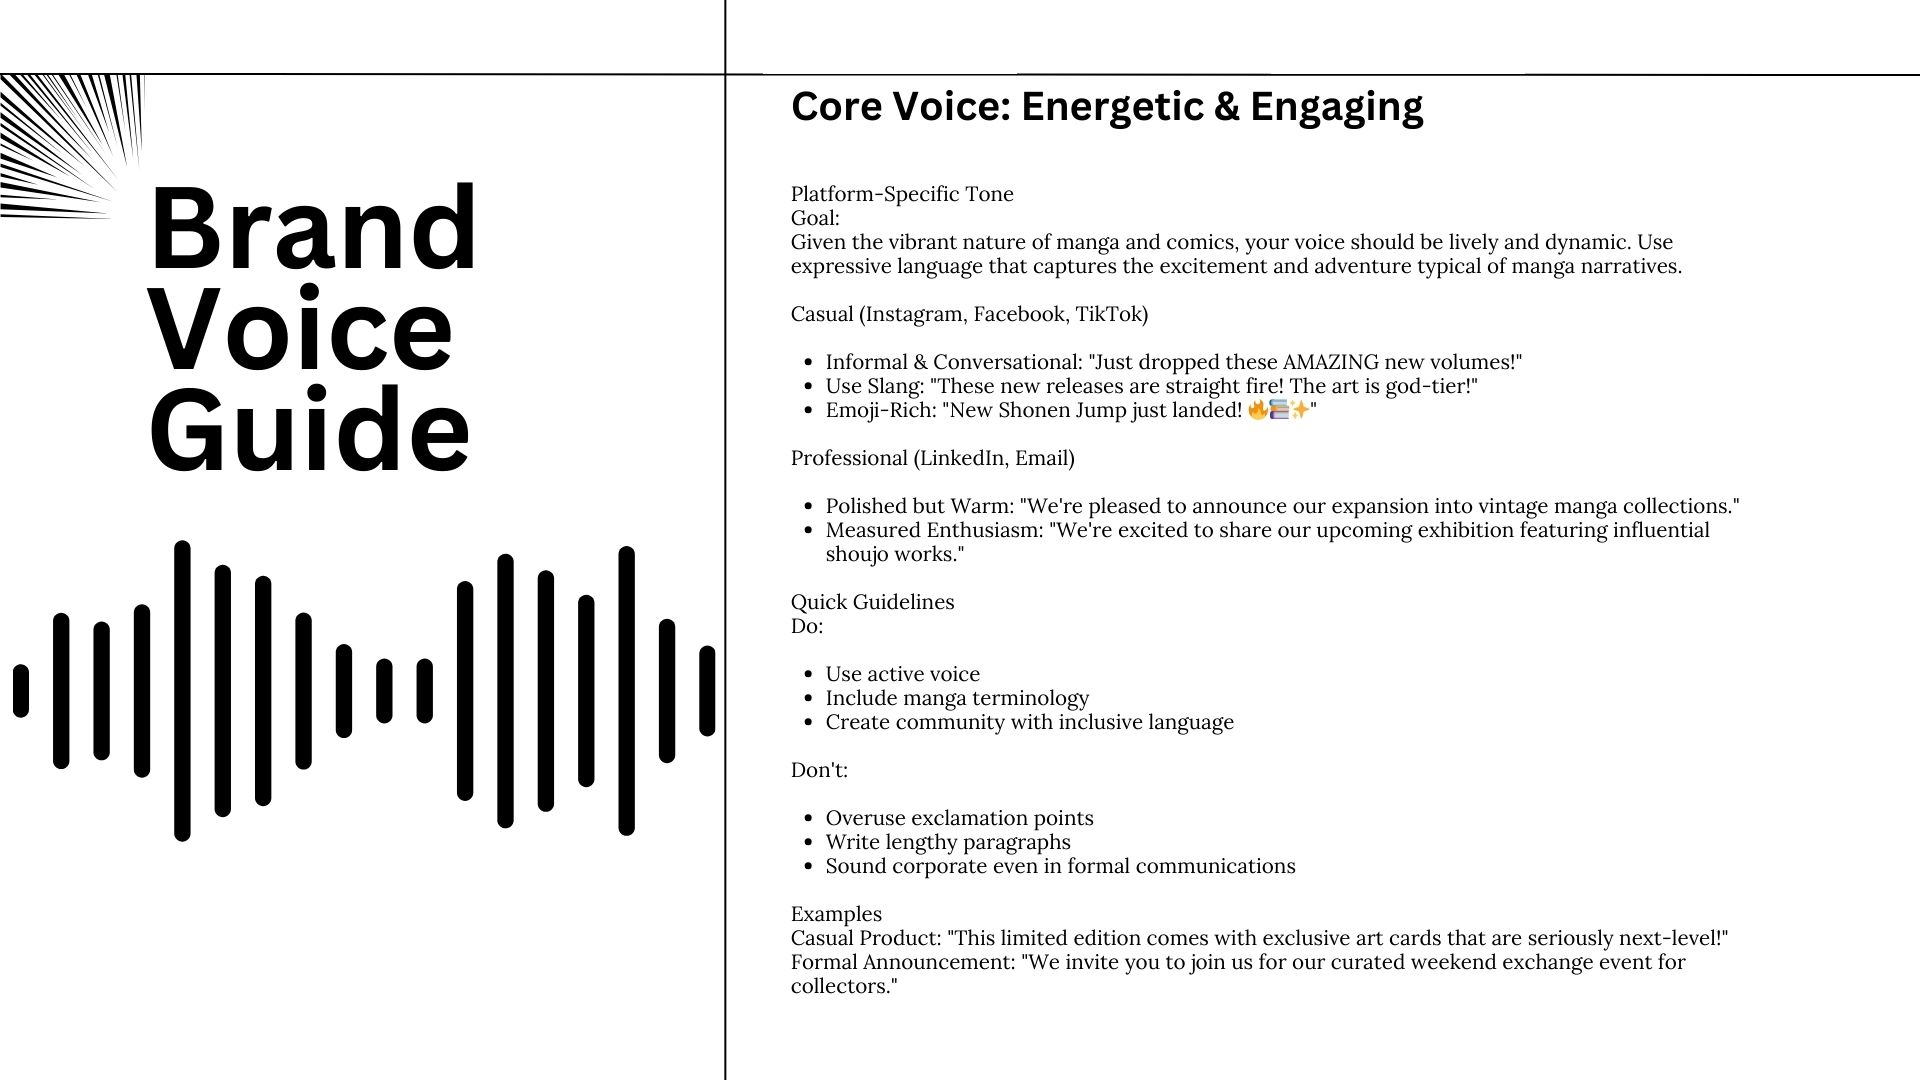 Brand
Voice
Guide
Core Voice: Energetic & Engaging
Platform-Specific Tone
Goal:
Given the vibrant nature of manga and comics, your voice should be lively and dynamic. Use
expressive language that captures the excitement and adventure typical of manga narratives.
Casual (Instagram, Facebook, TikTok)
• Informal & Conversational: "Just dropped these AMAZING new volumes!"
• Use Slang: "These new releases are straight fire! The art is god-tier!"
• Emoji-Rich: "New Shonen Jump just landed! 🔥📚✨"
Professional (LinkedIn, Email)
• Polished but Warm: "We're pleased to announce our expansion into vintage manga collections."
• Measured Enthusiasm: "We're excited to share our upcoming exhibition featuring influential
shoujo works."
Quick Guidelines
Do:
• Use active voice
• Include manga terminology
• Create community with inclusive language
Don't:
• Overuse exclamation points
• Write lengthy paragraphs
• Sound corporate even in formal communications
Examples
Casual Product: "This limited edition comes with exclusive art cards that are seriously next-level!"
Formal Announcement: "We invite you to join us for our curated weekend exchange event for
collectors."